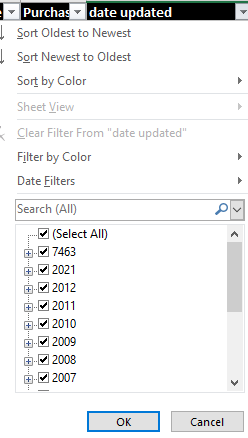 Purchas date updated
Sort Oldest to Newest
Sort Newest to Oldest
Sort by Color
Sheet View
Clear Filter From "date updated"
Filter by Color
Date Filters
Search (All)
(Select All)
7463
2021
2012
2011
2010
2009
2008
2007
OK Cancel